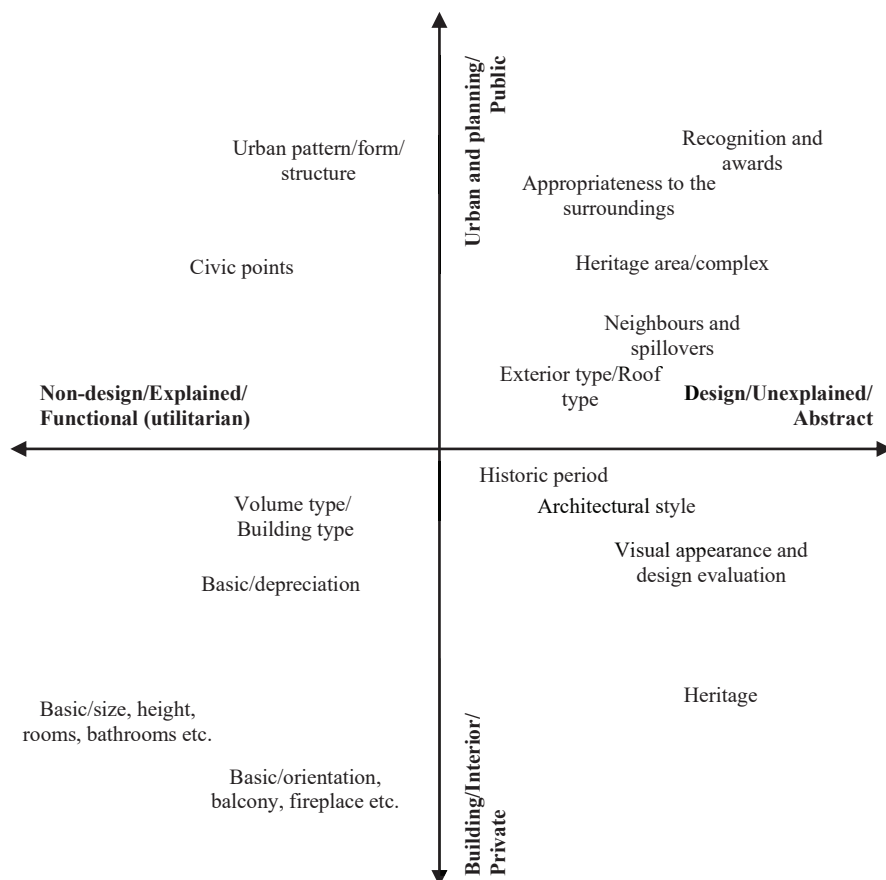 Urban and planning/
Public
Recognition and
awards
Urban pattern/form/
structure
Appropriateness to the
surroundings
Civic points
Heritage area/complex
Neighbours and
spillovers
Exterior type/Roof
type
Non-design/Explained/
Functional (utilitarian)
Design/Unexplained/
Abstract
Historic period
Architectural style
Volume type/
Building type
Visual appearance and
design evaluation
Basic/depreciation
Heritage
Basic/size, height,
rooms, bathrooms etc.
Basic/orientation,
balcony, fireplace etc.
Building/Interior/
Private